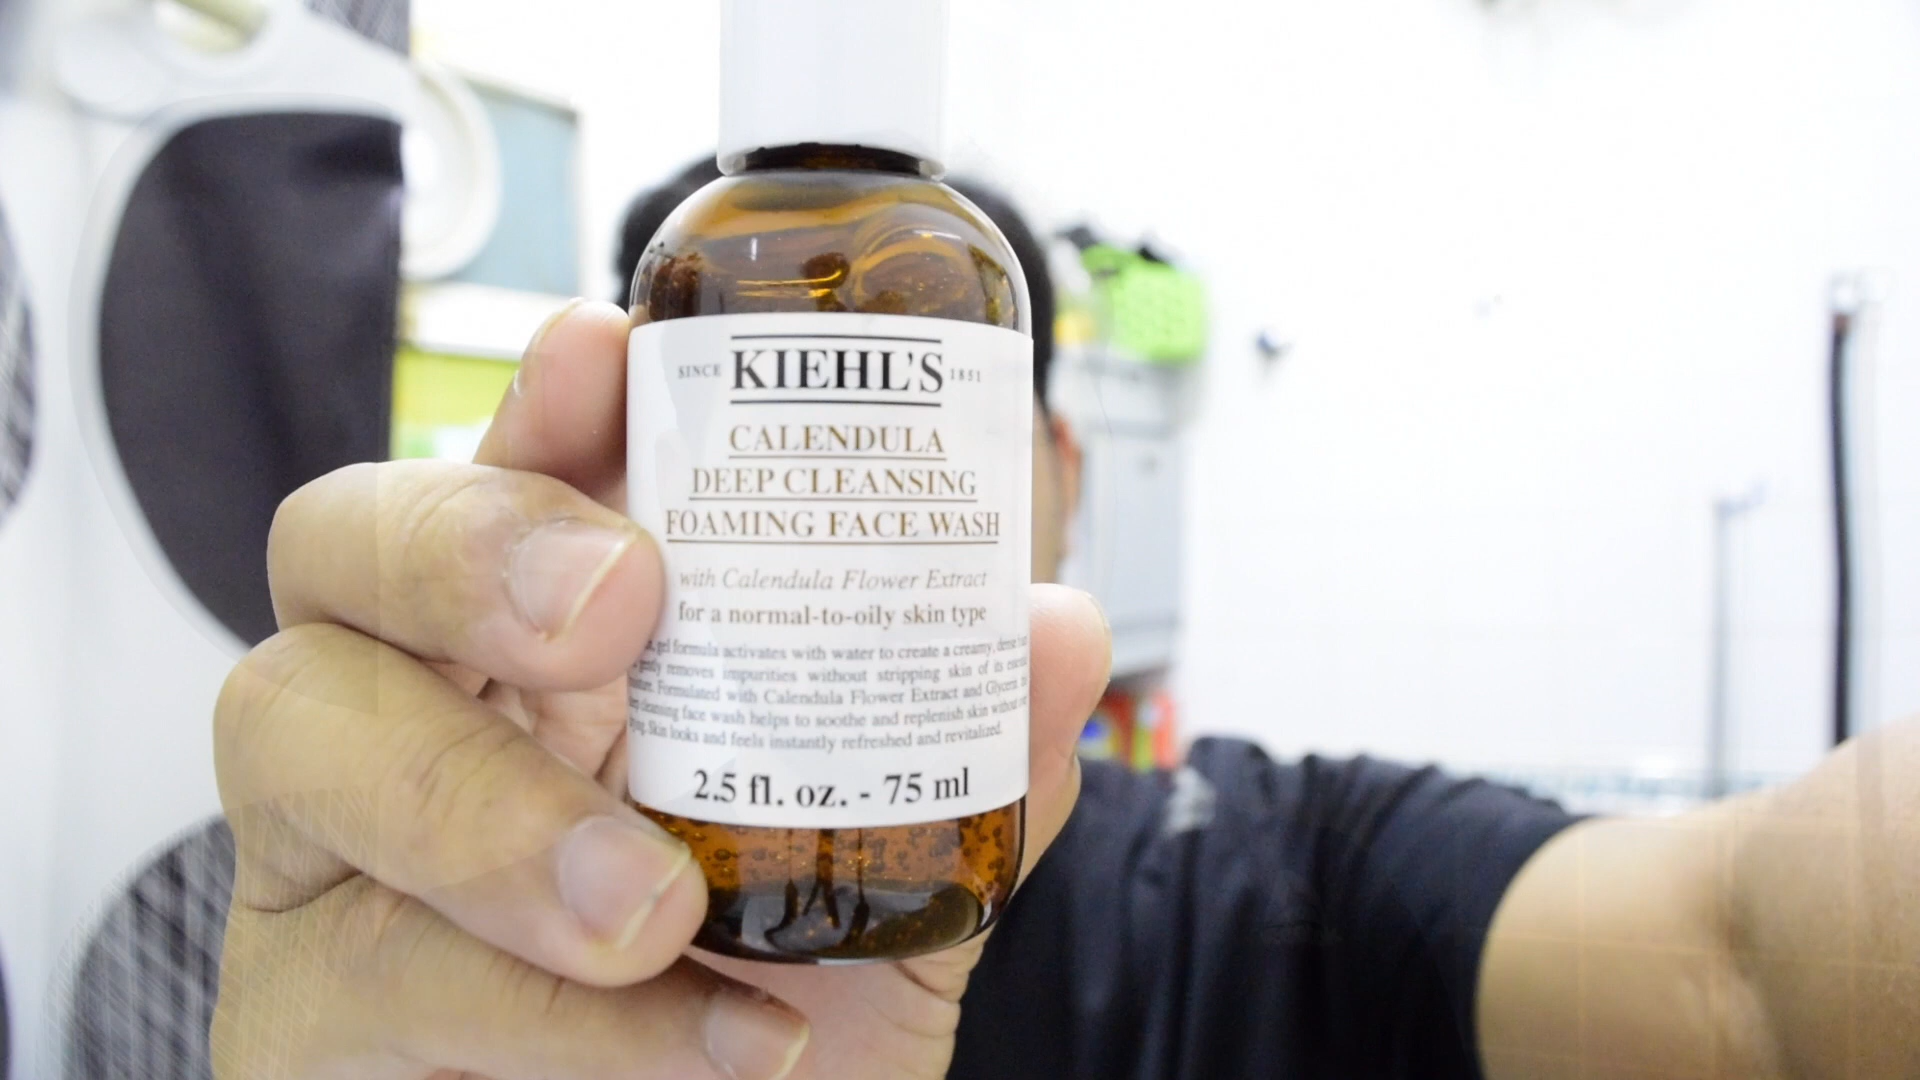 SINCE KIEHL'S 1851
CALENDULA
DEEP CLEANSING
FOAMING FACE WASH
with Calendula Flower Extract
for a normal-to-oily skin type
gel formula activates with water to create a creamy, dense
gently removes impurities without stripping skin of its
Formulated with Calendula Flower Extract and
cleansing face wash helps to soothe and replenish skin without
Skin looks and feels instantly refreshed and revitalized.
2.5 fl. oz. - 75 ml